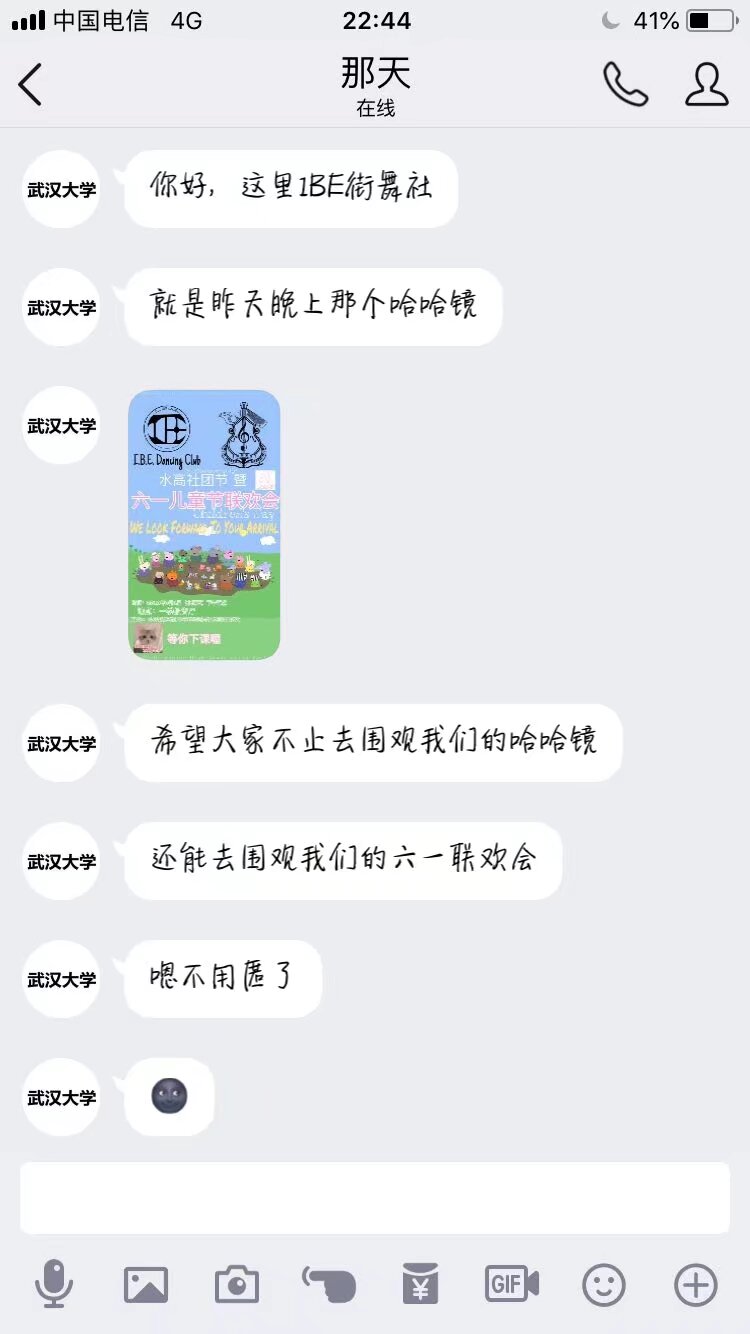 中国电信 4G
22:44
41%
那天
在线
武汉大学
你好，这里IBE街舞社
武汉大学
就是昨天晚上那个哈哈镜
武汉大学
I.B.E. Dancing Club
水高社团节 暨
六一儿童节联欢会
Children's Day
We Look Forward To Your Arrival
等你下课喔
武汉大学
希望大家不止去围观我们的哈哈镜
武汉大学
还能去围观我们的六一联欢会
武汉大学
嗯不用匿了
武汉大学
GIF